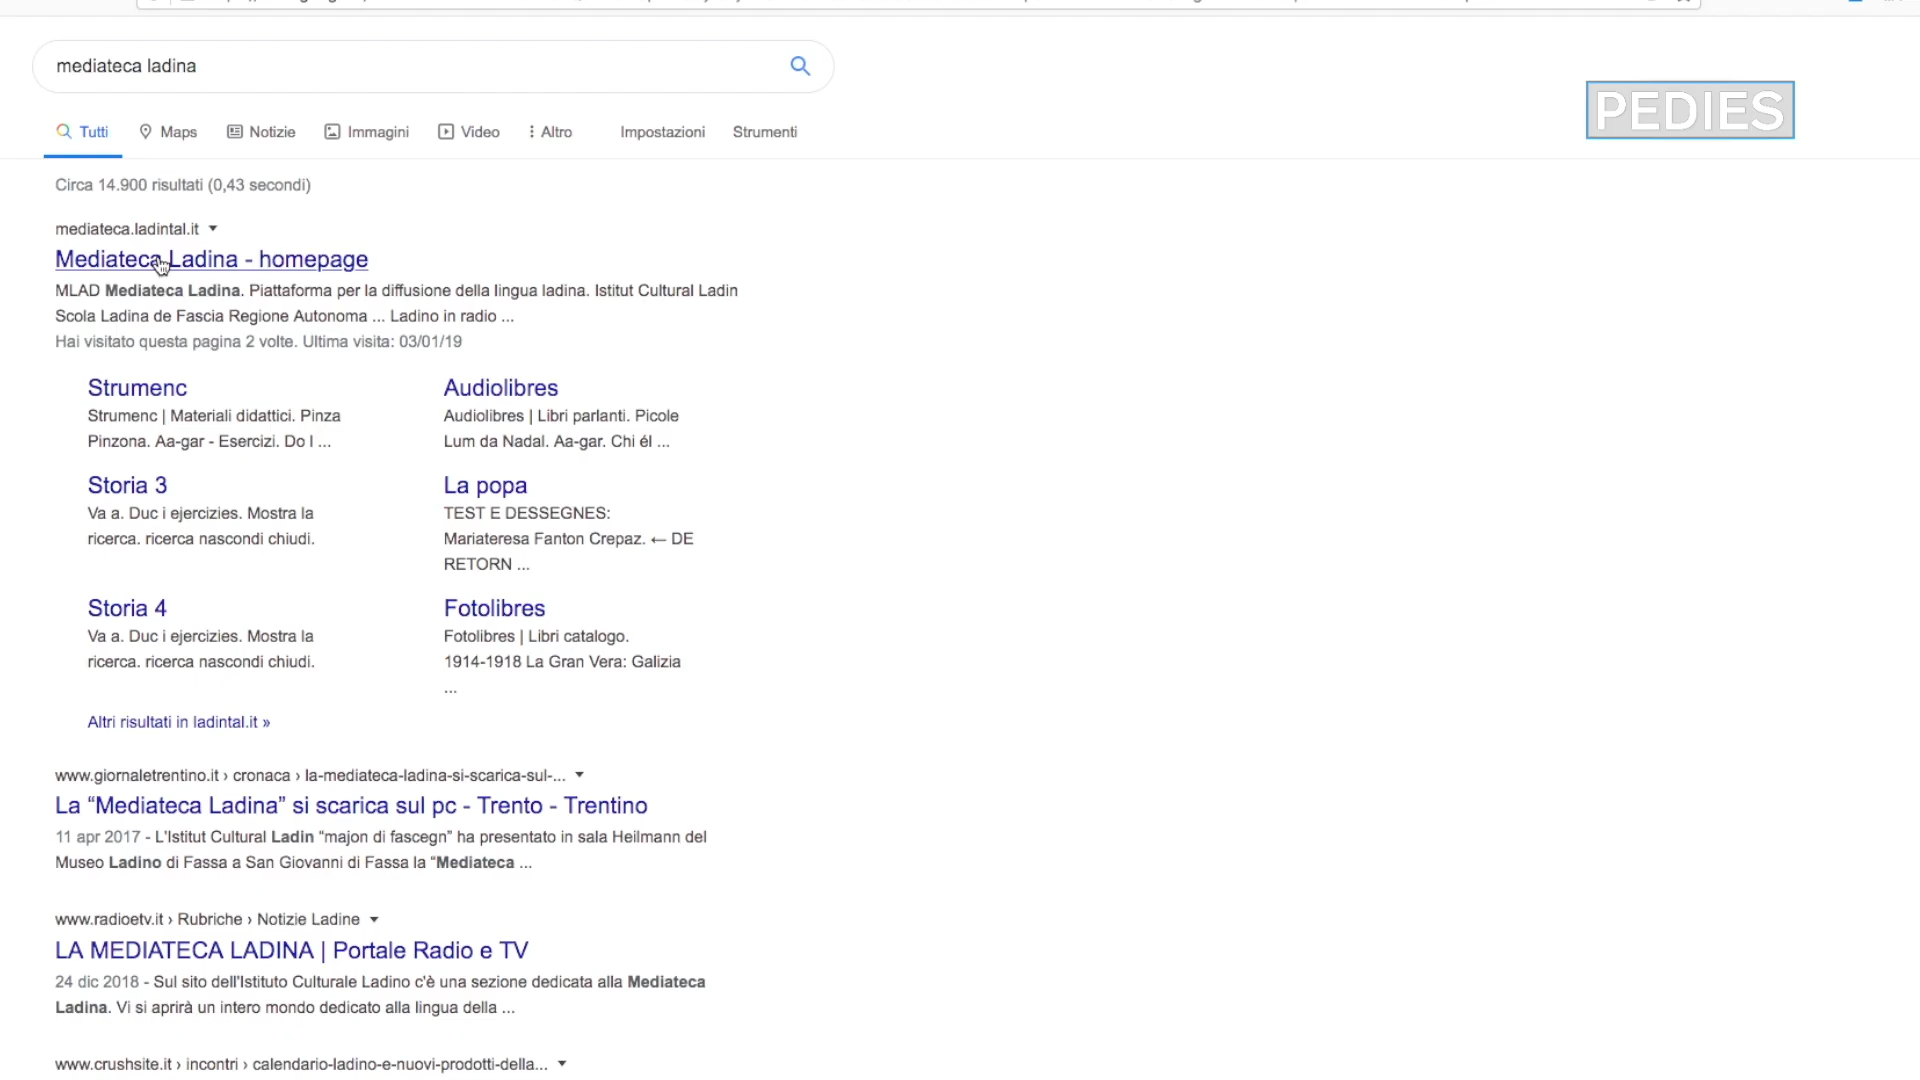 mediateca ladina
PEDIES
Tutti Maps Notizie Immagini Video Altro Impostazioni Strumenti
Circa 14.900 risultati (0,43 secondi)
mediateca.ladintal.it
Mediateca Ladina - homepage
MLAD Mediateca Ladina. Piattaforma per la diffusione della lingua ladina. Istitut Cultural Ladin
Scola Ladina de Fascia Regione Autonoma ... Ladino in radio ...
Hai visitato questa pagina 2 volte. Ultima visita: 03/01/19
Strumenc
Strumenc | Materiali didattici. Pinza
Pinzona. Aa-gar - Esercizi. Do l ...
Audiolibres
Audiolibres | Libri parlanti. Picole
Lum da Nadal. Aa-gar. Chi él ...
Storia 3
Va a. Duc i ejercizies. Mostra la
ricerca. ricerca nascondi chiudi.
La popa
TEST E DESSEGNES:
Mariateresa Fanton Crepaz. ← DE
RETORN ...
Storia 4
Va a. Duc i ejercizies. Mostra la
ricerca. ricerca nascondi chiudi.
Fotolibres
Fotolibres | Libri catalogo.
1914-1918 La Gran Vera: Galizia
...
Altri risultati in ladintal.it »
www.giornaletrentino.it › cronaca › la-mediateca-ladina-si-scarica-sul-...
La “Mediateca Ladina” si scarica sul pc - Trento - Trentino
11 apr 2017 - L'Istitut Cultural Ladin “majon di fascegn” ha presentato in sala Heilmann del
Museo Ladino di Fassa a San Giovanni di Fassa la “Mediateca ...
www.radioetv.it › Rubriche › Notizie Ladine
LA MEDIATECA LADINA | Portale Radio e TV
24 dic 2018 - Sul sito dell'Istituto Culturale Ladino c'è una sezione dedicata alla Mediateca
Ladina. Vi si aprirà un intero mondo dedicato alla lingua della ...
www.crushsite.it › incontri › calendario-ladino-e-nuovi-prodotti-della...